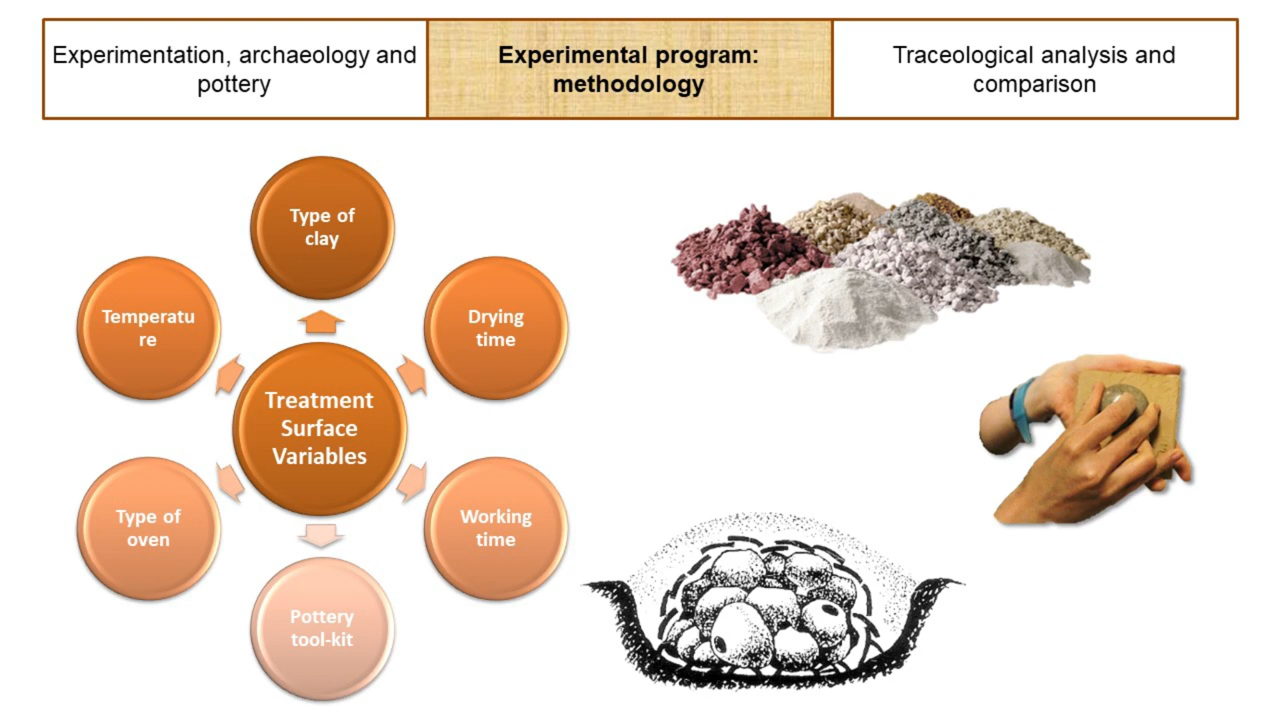 Experimentation, archaeology and
pottery
Experimental program:
methodology
Traceological analysis and
comparison
Type of
clay
Drying
time
Working
time
Pottery
tool-kit
Type of
oven
Temperatu
re
Treatment
Surface
Variables